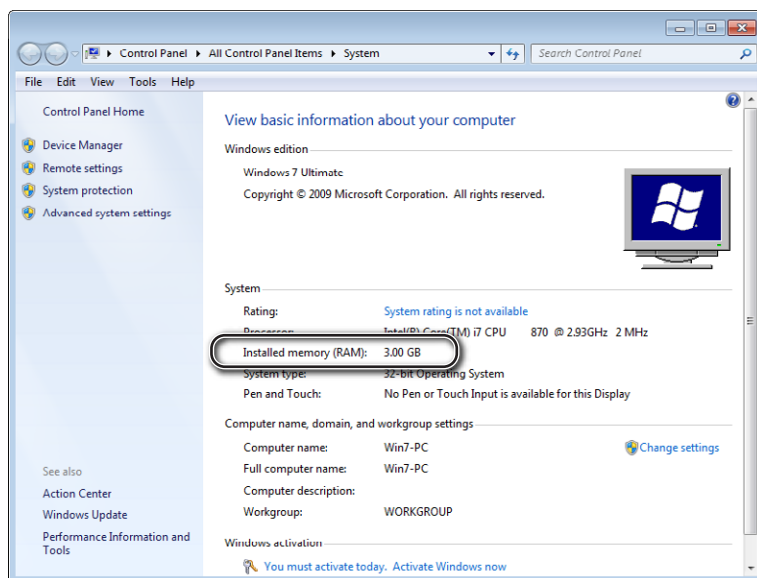 Control Panel ▸ All Control Panel Items ▸ System
Search Control Panel
File Edit View Tools Help
Control Panel Home
Device Manager
Remote settings
System protection
Advanced system settings
View basic information about your computer
Windows edition
Windows 7 Ultimate
Copyright © 2009 Microsoft Corporation. All rights reserved.
System
Rating: System rating is not available
Processor: Intel(R) Core(TM) i7 CPU 870 @ 2.93GHz 2 MHz
Installed memory (RAM): 3.00 GB
System type: 32-bit Operating System
Pen and Touch: No Pen or Touch Input is available for this Display
Computer name, domain, and workgroup settings
Computer name: Win7-PC
Change settings
Full computer name: Win7-PC
Computer description:
Workgroup: WORKGROUP
Windows activation
You must activate today. Activate Windows now
See also
Action Center
Windows Update
Performance Information and
Tools